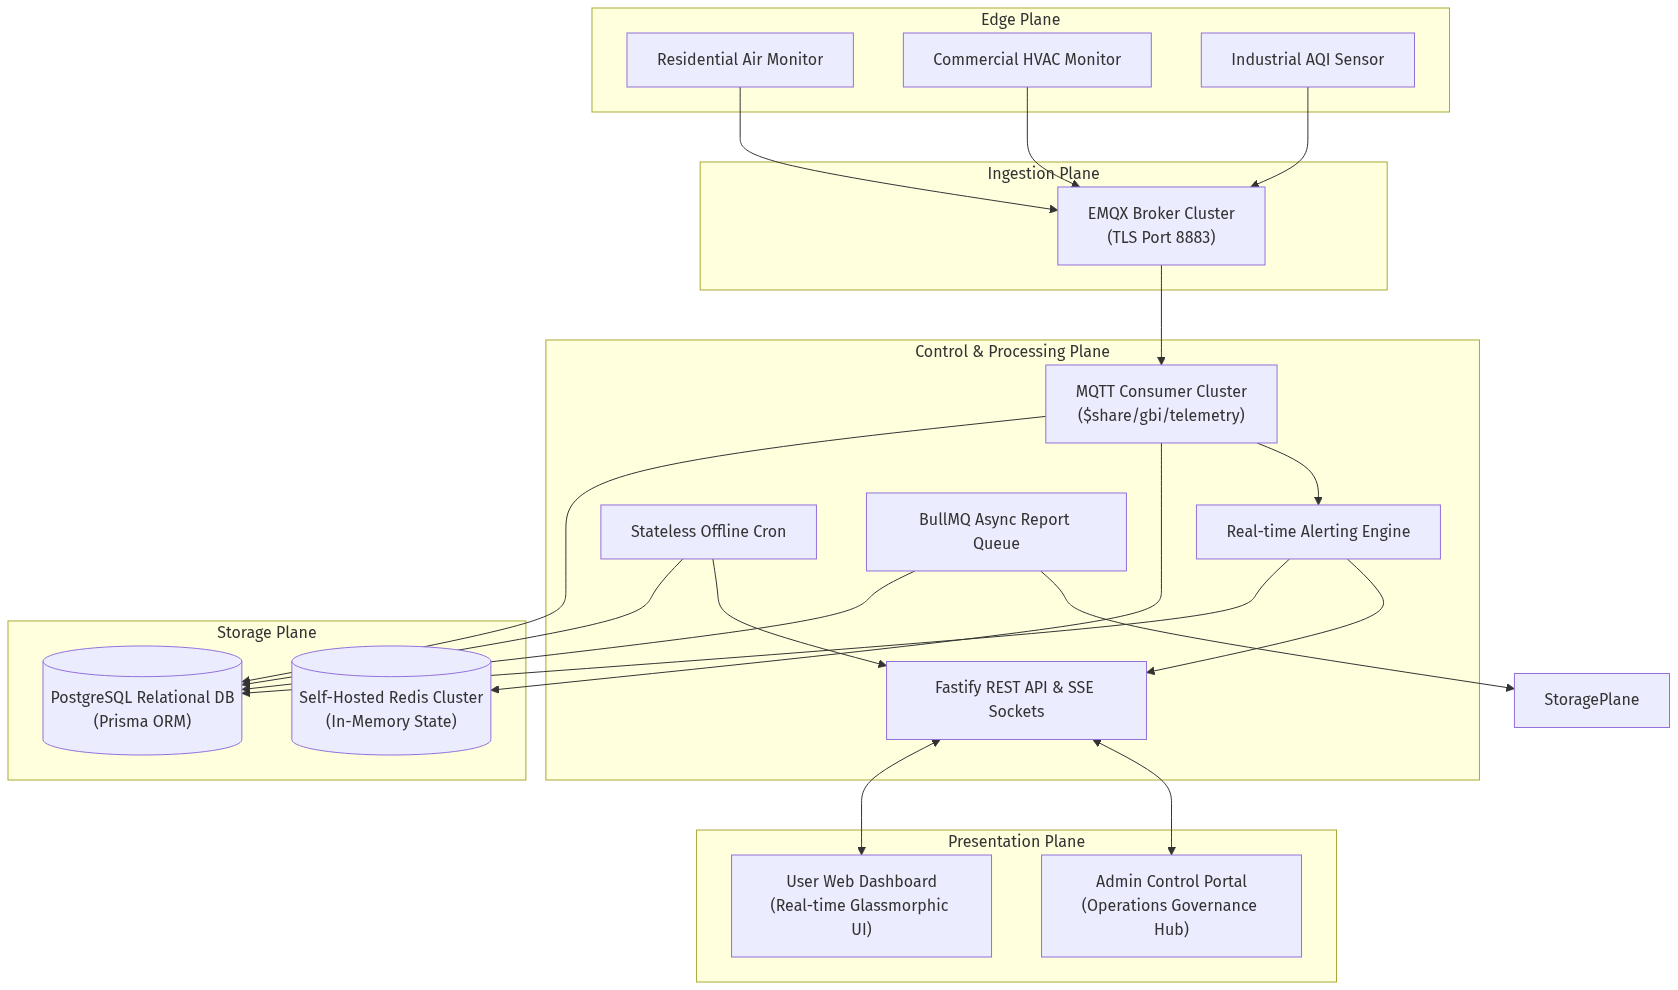 Edge Plane
Residential Air Monitor
Commercial HVAC Monitor
Industrial AQI Sensor
Ingestion Plane
EMQX Broker Cluster
(TLS Port 8883)
Control & Processing Plane
MQTT Consumer Cluster
($share/gbi/telemetry)
Stateless Offline Cron
BullMQ Async Report
Queue
Real-time Alerting Engine
Storage Plane
PostgreSQL Relational DB
(Prisma ORM)
Self-Hosted Redis Cluster
(In-Memory State)
Fastify REST API & SSE
Sockets
StoragePlane
Presentation Plane
User Web Dashboard
(Real-time Glassmorphic
UI)
Admin Control Portal
(Operations Governance
Hub)